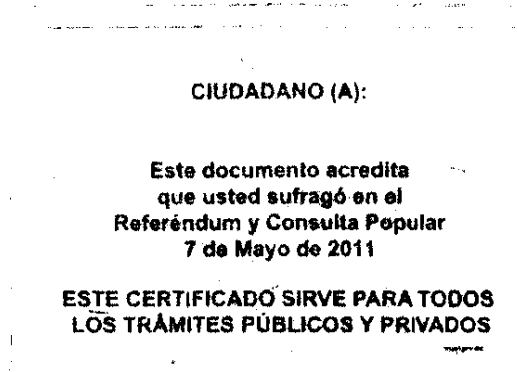 CIUDADANO (A):
Este documento acredita
que usted sufragó en el
Referéndum y Consulta Popular
7 de Mayo de 2011
ESTE CERTIFICADO SIRVE PARA TODOS
LOS TRÁMITES PÚBLICOS Y PRIVADOS